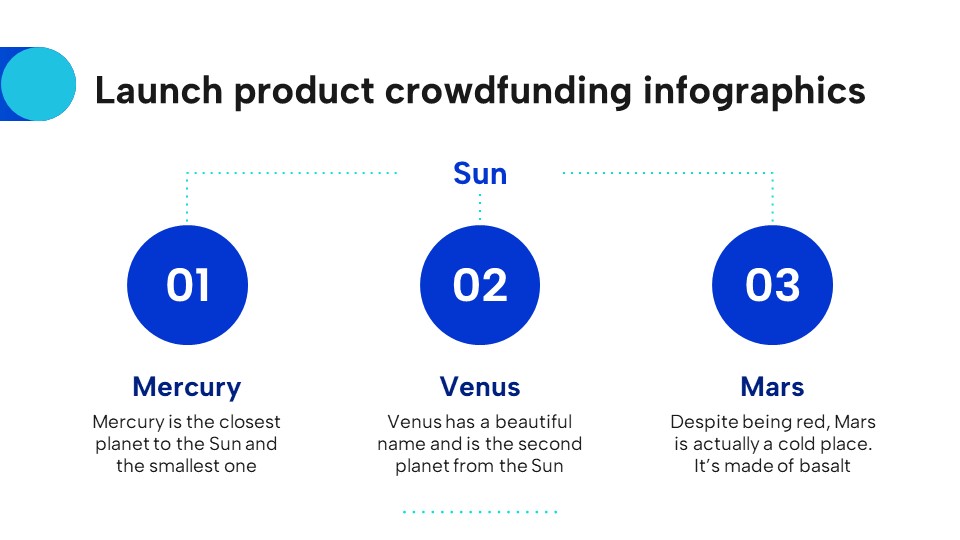 Launch product crowdfunding infographics
Sun
01
02
03
Mercury
Mercury is the closest
planet to the Sun and
the smallest one
Venus
Venus has a beautiful
name and is the second
planet from the Sun
Mars
Despite being red, Mars
is actually a cold place.
It’s made of basalt